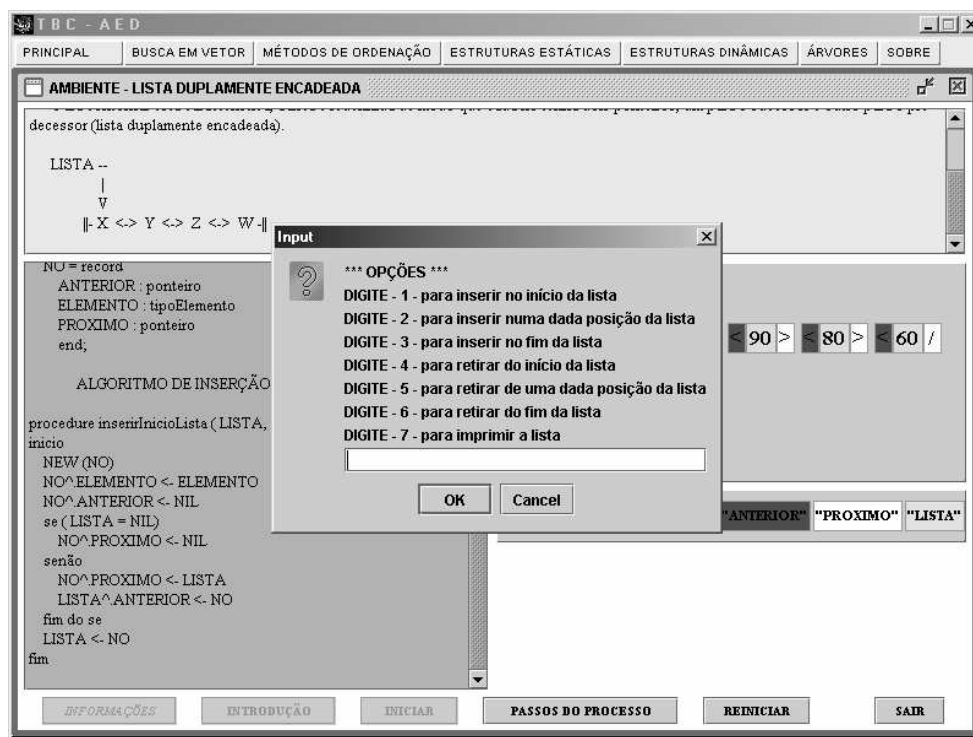 TBC - AED
PRINCIPAL BUSCA EM VETOR MÉTODOS DE ORDENAÇÃO ESTRUTURAS ESTÁTICAS ESTRUTURAS DINÂMICAS ÁRVORES SOBRE
AMBIENTE - LISTA DUPLAMENTE ENCADEADA
decessor (lista duplamente encadeada).
LISTA --
|
V
||- X <-> Y <-> Z <-> W -||
NO = record
ANTERIOR : ponteiro
ELEMENTO : tipoElemento
PROXIMO : ponteiro
end;
ALGORITMO DE INSERÇÃO
procedure inserirInicioLista ( LISTA,
inicio
NEW (NO)
NO^.ELEMENTO <- ELEMENTO
NO^.ANTERIOR <- NIL
se ( LISTA = NIL)
NO^.PROXIMO <- NIL
senão
NO^.PROXIMO <- LISTA
LISTA^.ANTERIOR <- NO
fim do se
LISTA <- NO
fim
Input
*** OPÇÕES ***
DIGITE - 1 - para inserir no início da lista
DIGITE - 2 - para inserir numa dada posição da lista
DIGITE - 3 - para inserir no fim da lista
DIGITE - 4 - para retirar do início da lista
DIGITE - 5 - para retirar de uma dada posição da lista
DIGITE - 6 - para retirar do fim da lista
DIGITE - 7 - para imprimir a lista
OK Cancel
< 90 > < 80 > < 60 /
"ANTERIOR" "PROXIMO" "LISTA"
INFORMAÇÕES INTRODUÇÃO INICIAR PASSOS DO PROCESSO REINICIAR SAIR